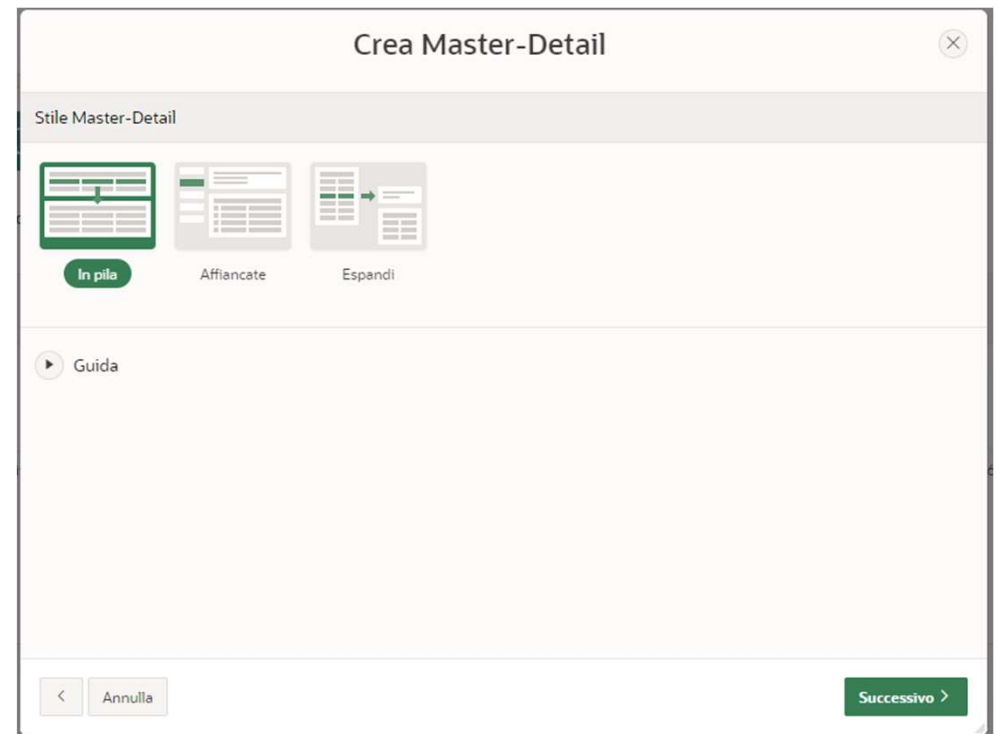 Crea Master-Detail
Stile Master-Detail
In pila
Affiancate
Espandi
Guida
Annulla
Successivo